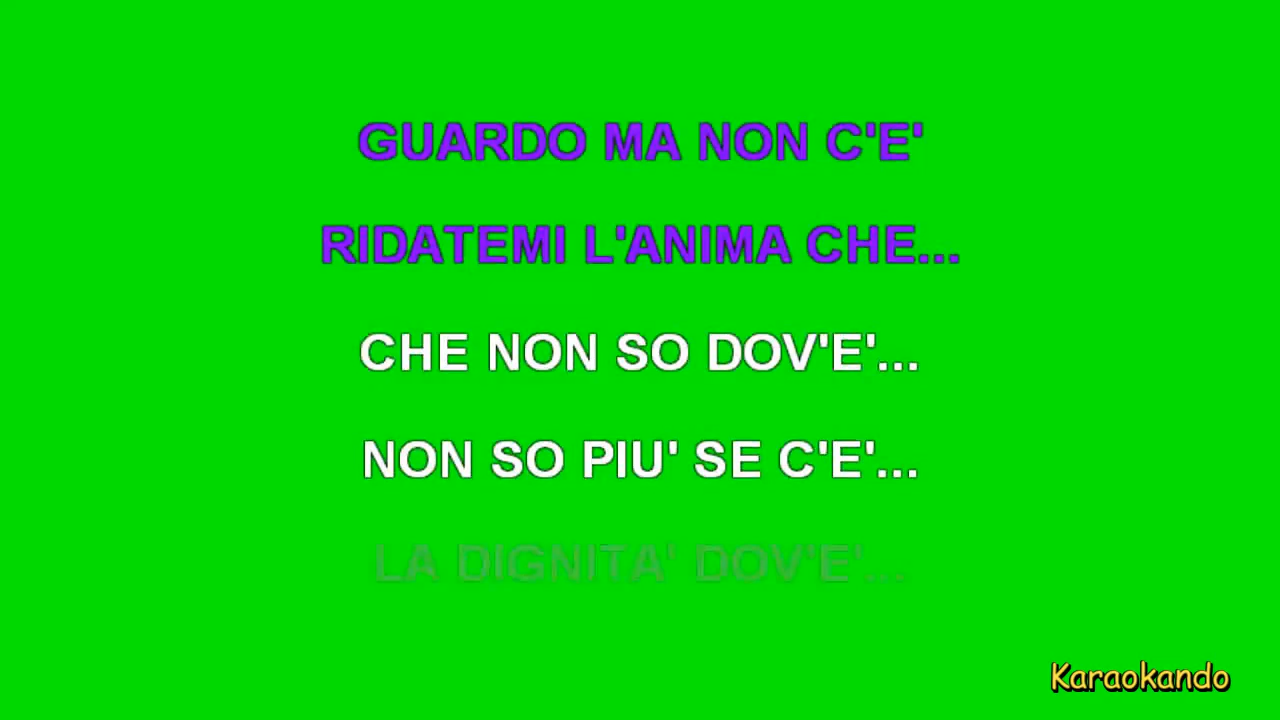 GUARDO MA NON C'E'
RIDATEMI L'ANIMA CHE...
CHE NON SO DOV'E'...
NON SO PIU' SE C'E'...
LA DIGNITA' DOV'E'...
Karaokando